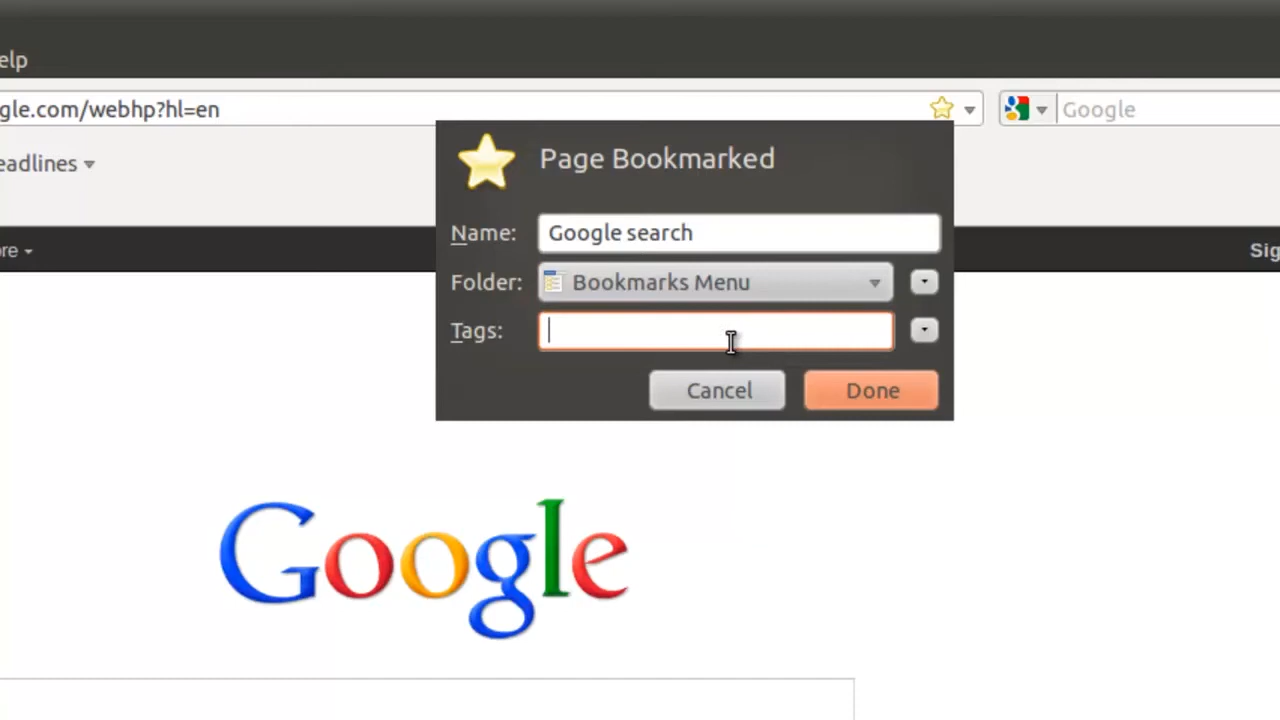 elp
gle.com/webhp?hl=en
Google
eadlines
Page Bookmarked
Name: Google search
re
Sig
Folder: Bookmarks Menu
Tags:
Cancel Done
Google